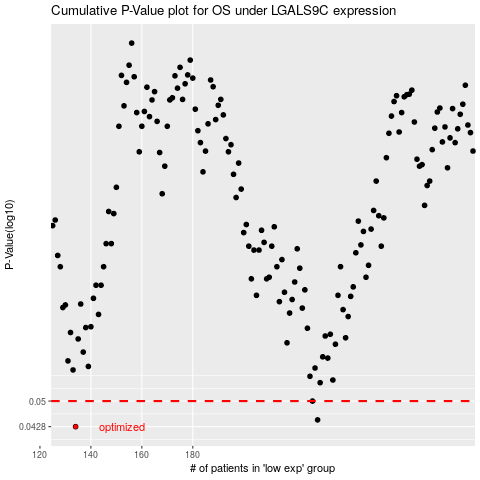 Cumulative P-Value plot for OS under LGALS9C expression
P-Value(log10)
0.05
0.0428
optimized
120 140 160 180
# of patients in 'low exp' group